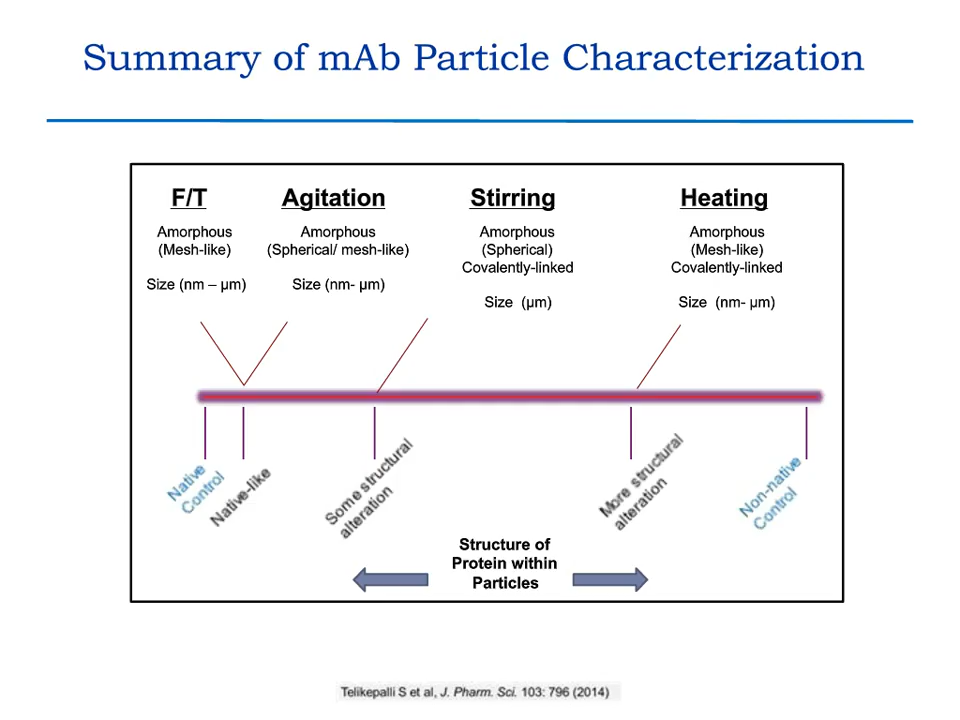 Summary of mAb Particle Characterization
F/T
Amorphous
(Mesh-like)
Size (nm – µm)
Agitation
Amorphous
(Spherical/ mesh-like)
Size (nm- µm)
Stirring
Amorphous
(Spherical)
Covalently-linked
Size (µm)
Heating
Amorphous
(Mesh-like)
Covalently-linked
Size (nm- µm)
Native
Control
Native-like
Some structural
alteration
More structural
alteration
Non-native
Control
Structure of
Protein within
Particles
Telikepalli S et al, J. Pharm. Sci. 103: 796 (2014)